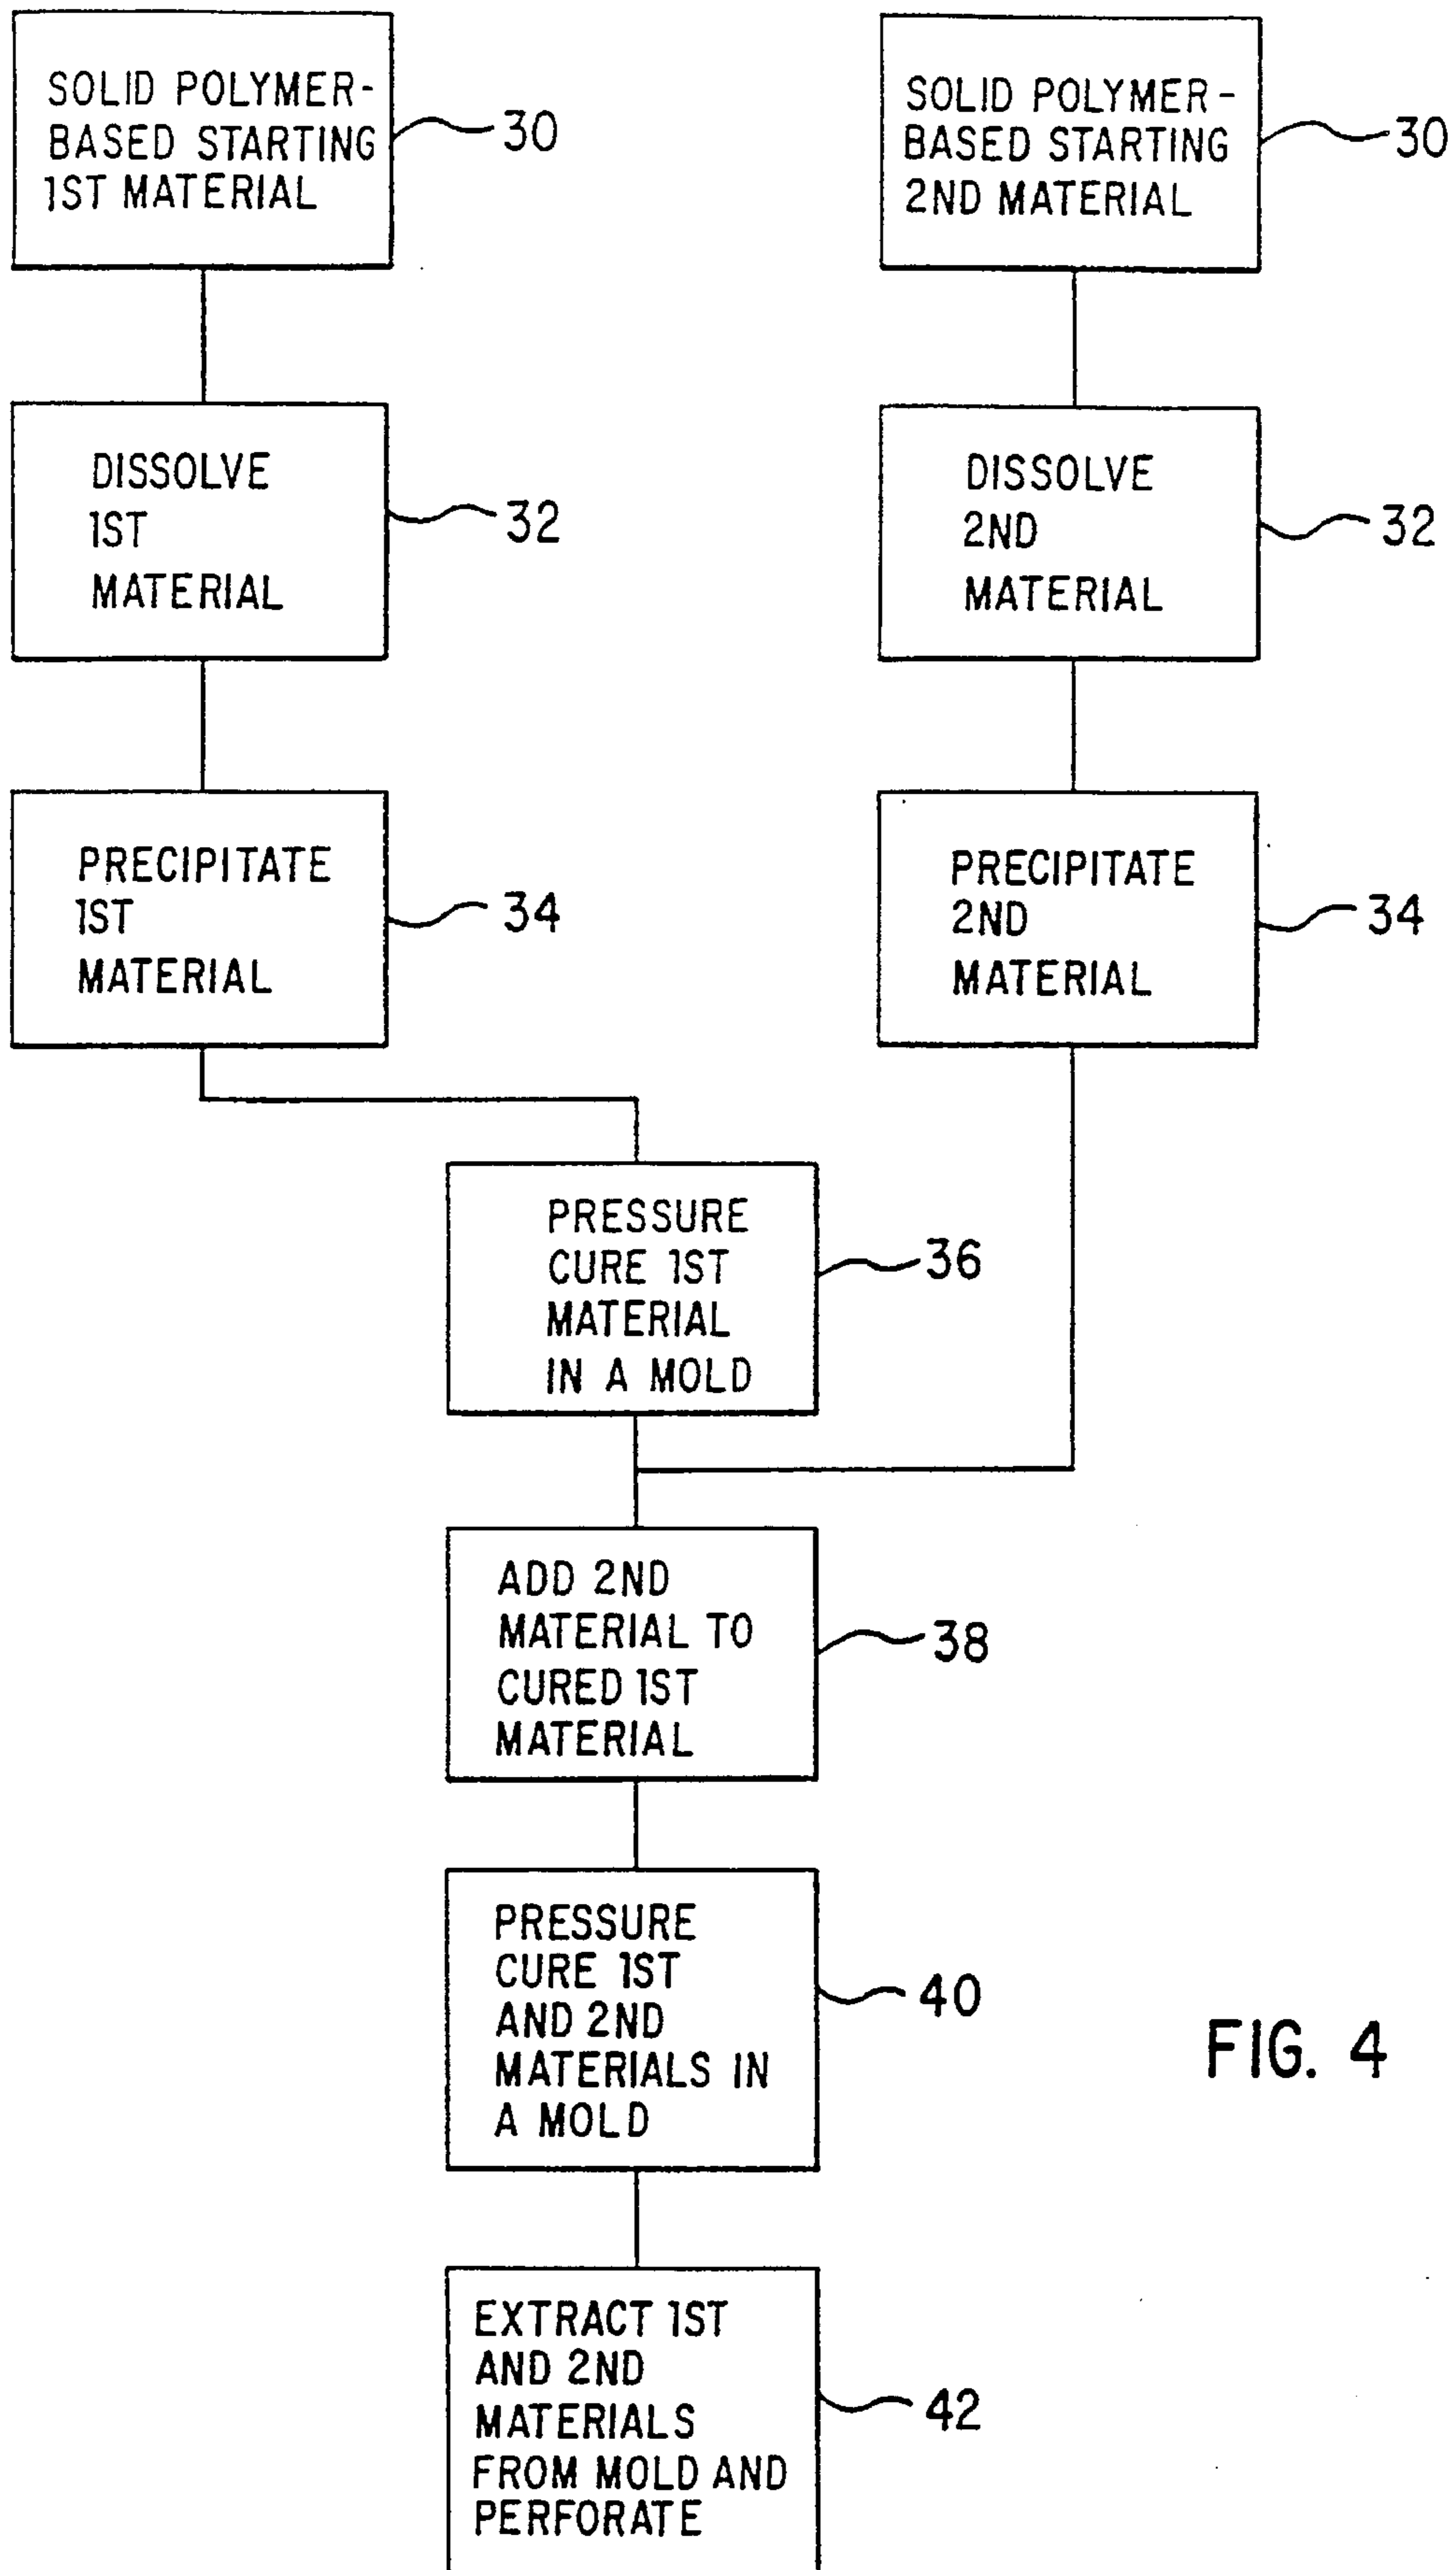 SOLID POLYMER-
BASED STARTING
1ST MATERIAL
30
SOLID POLYMER-
BASED STARTING
2ND MATERIAL
30
DISSOLVE
1ST
MATERIAL
32
DISSOLVE
2ND
MATERIAL
32
PRECIPITATE
1ST
MATERIAL
34
PRECIPITATE
2ND
MATERIAL
34
PRESSURE
CURE 1ST
MATERIAL
IN A MOLD
36
ADD 2ND
MATERIAL TO
CURED 1ST
MATERIAL
38
PRESSURE
CURE 1ST
AND 2ND
MATERIALS IN
A MOLD
40
FIG. 4
EXTRACT 1ST
AND 2ND
MATERIALS
FROM MOLD AND
PERFORATE
42